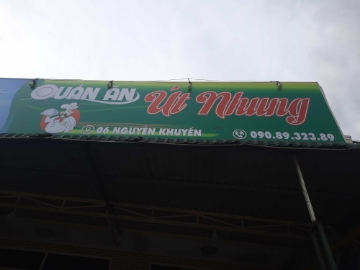 QUÁN ĂN Út Nhung
06 NGUYỄN KHUYẾN 090.89.323.89